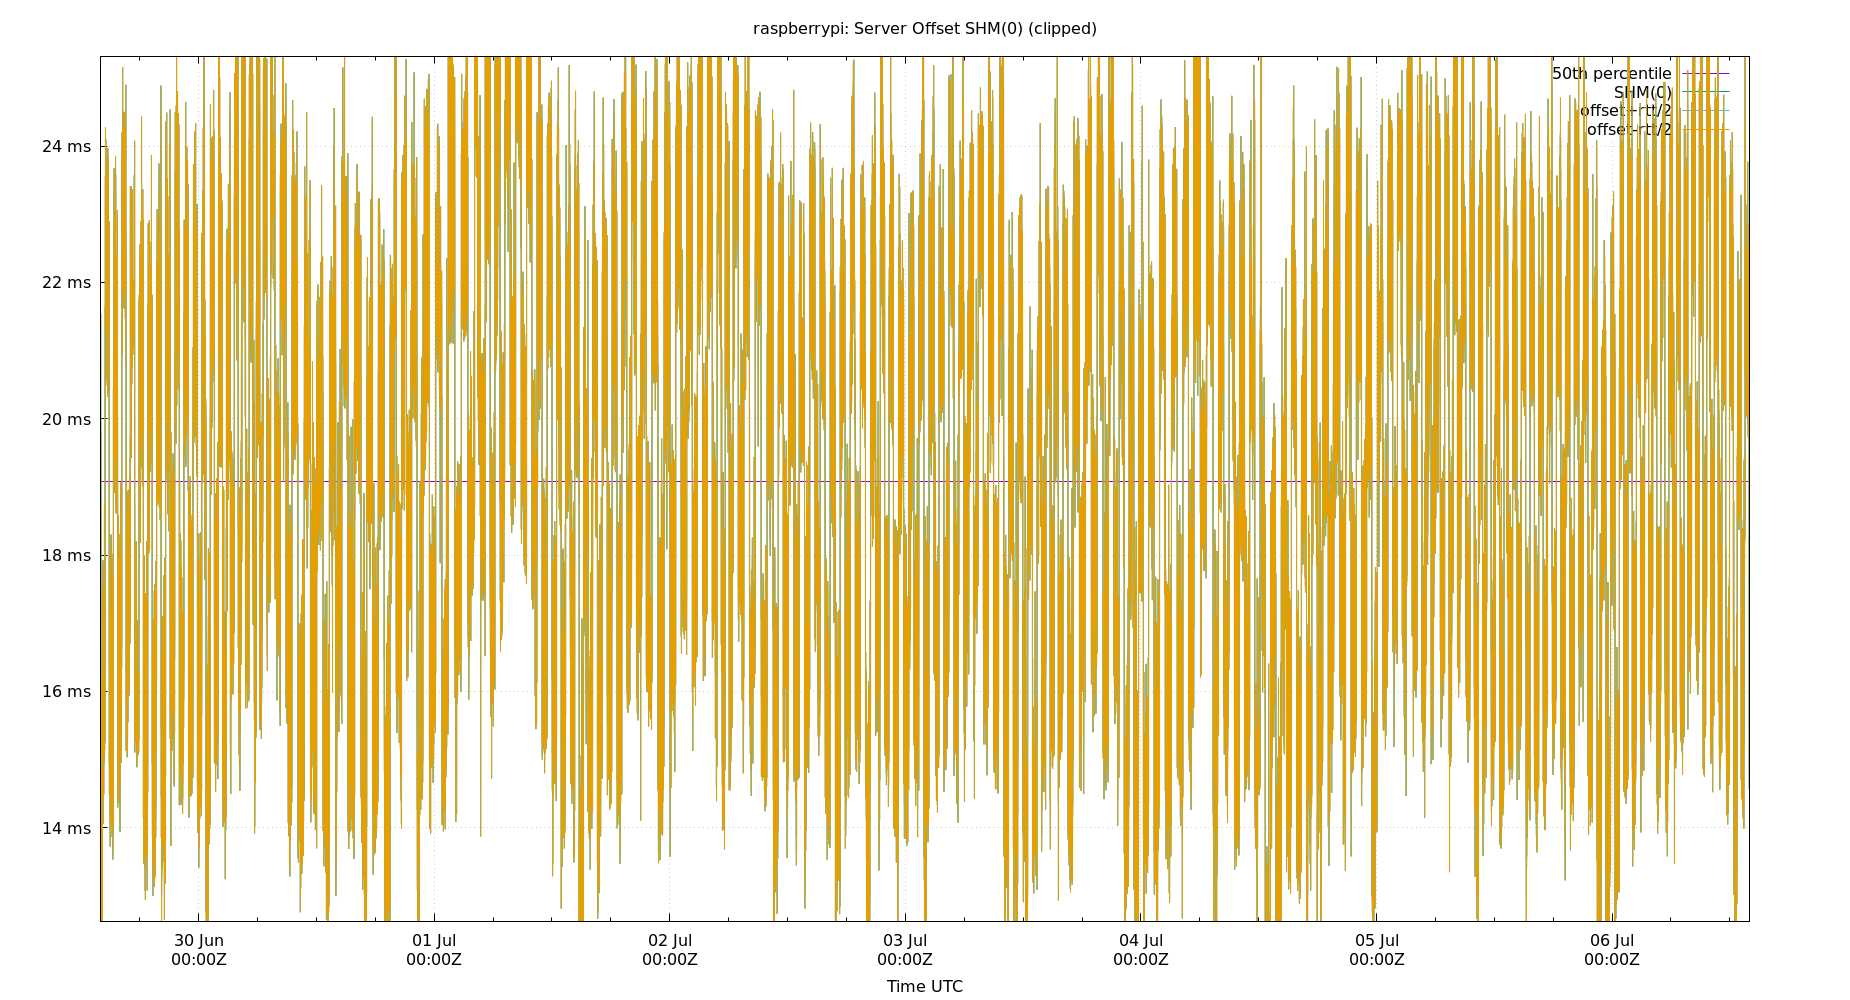 raspberrypi: Server Offset SHM(0) (clipped)
50th percentile
SHM(0)
offset+rtt/2
offset-rtt/2
24 ms
22 ms
20 ms
18 ms
16 ms
14 ms
30 Jun 01 Jul 02 Jul 03 Jul 04 Jul 05 Jul 06 Jul
00:00Z 00:00Z 00:00Z 00:00Z 00:00Z 00:00Z 00:00Z
Time UTC